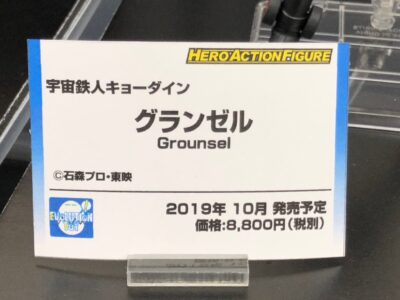 HERO ACTION FIGURE
宇宙鉄人キョーダイン
グランゼル
Grounsel
©石森プロ・東映
EVOLUTION
TOY
2019年 10月 発売予定
価格:8,800円(税別)